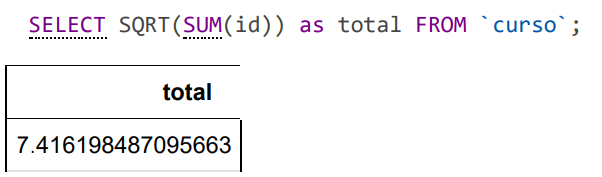 SELECT SQRT(SUM(id)) as total FROM `curso`;
total
7.416198487095663